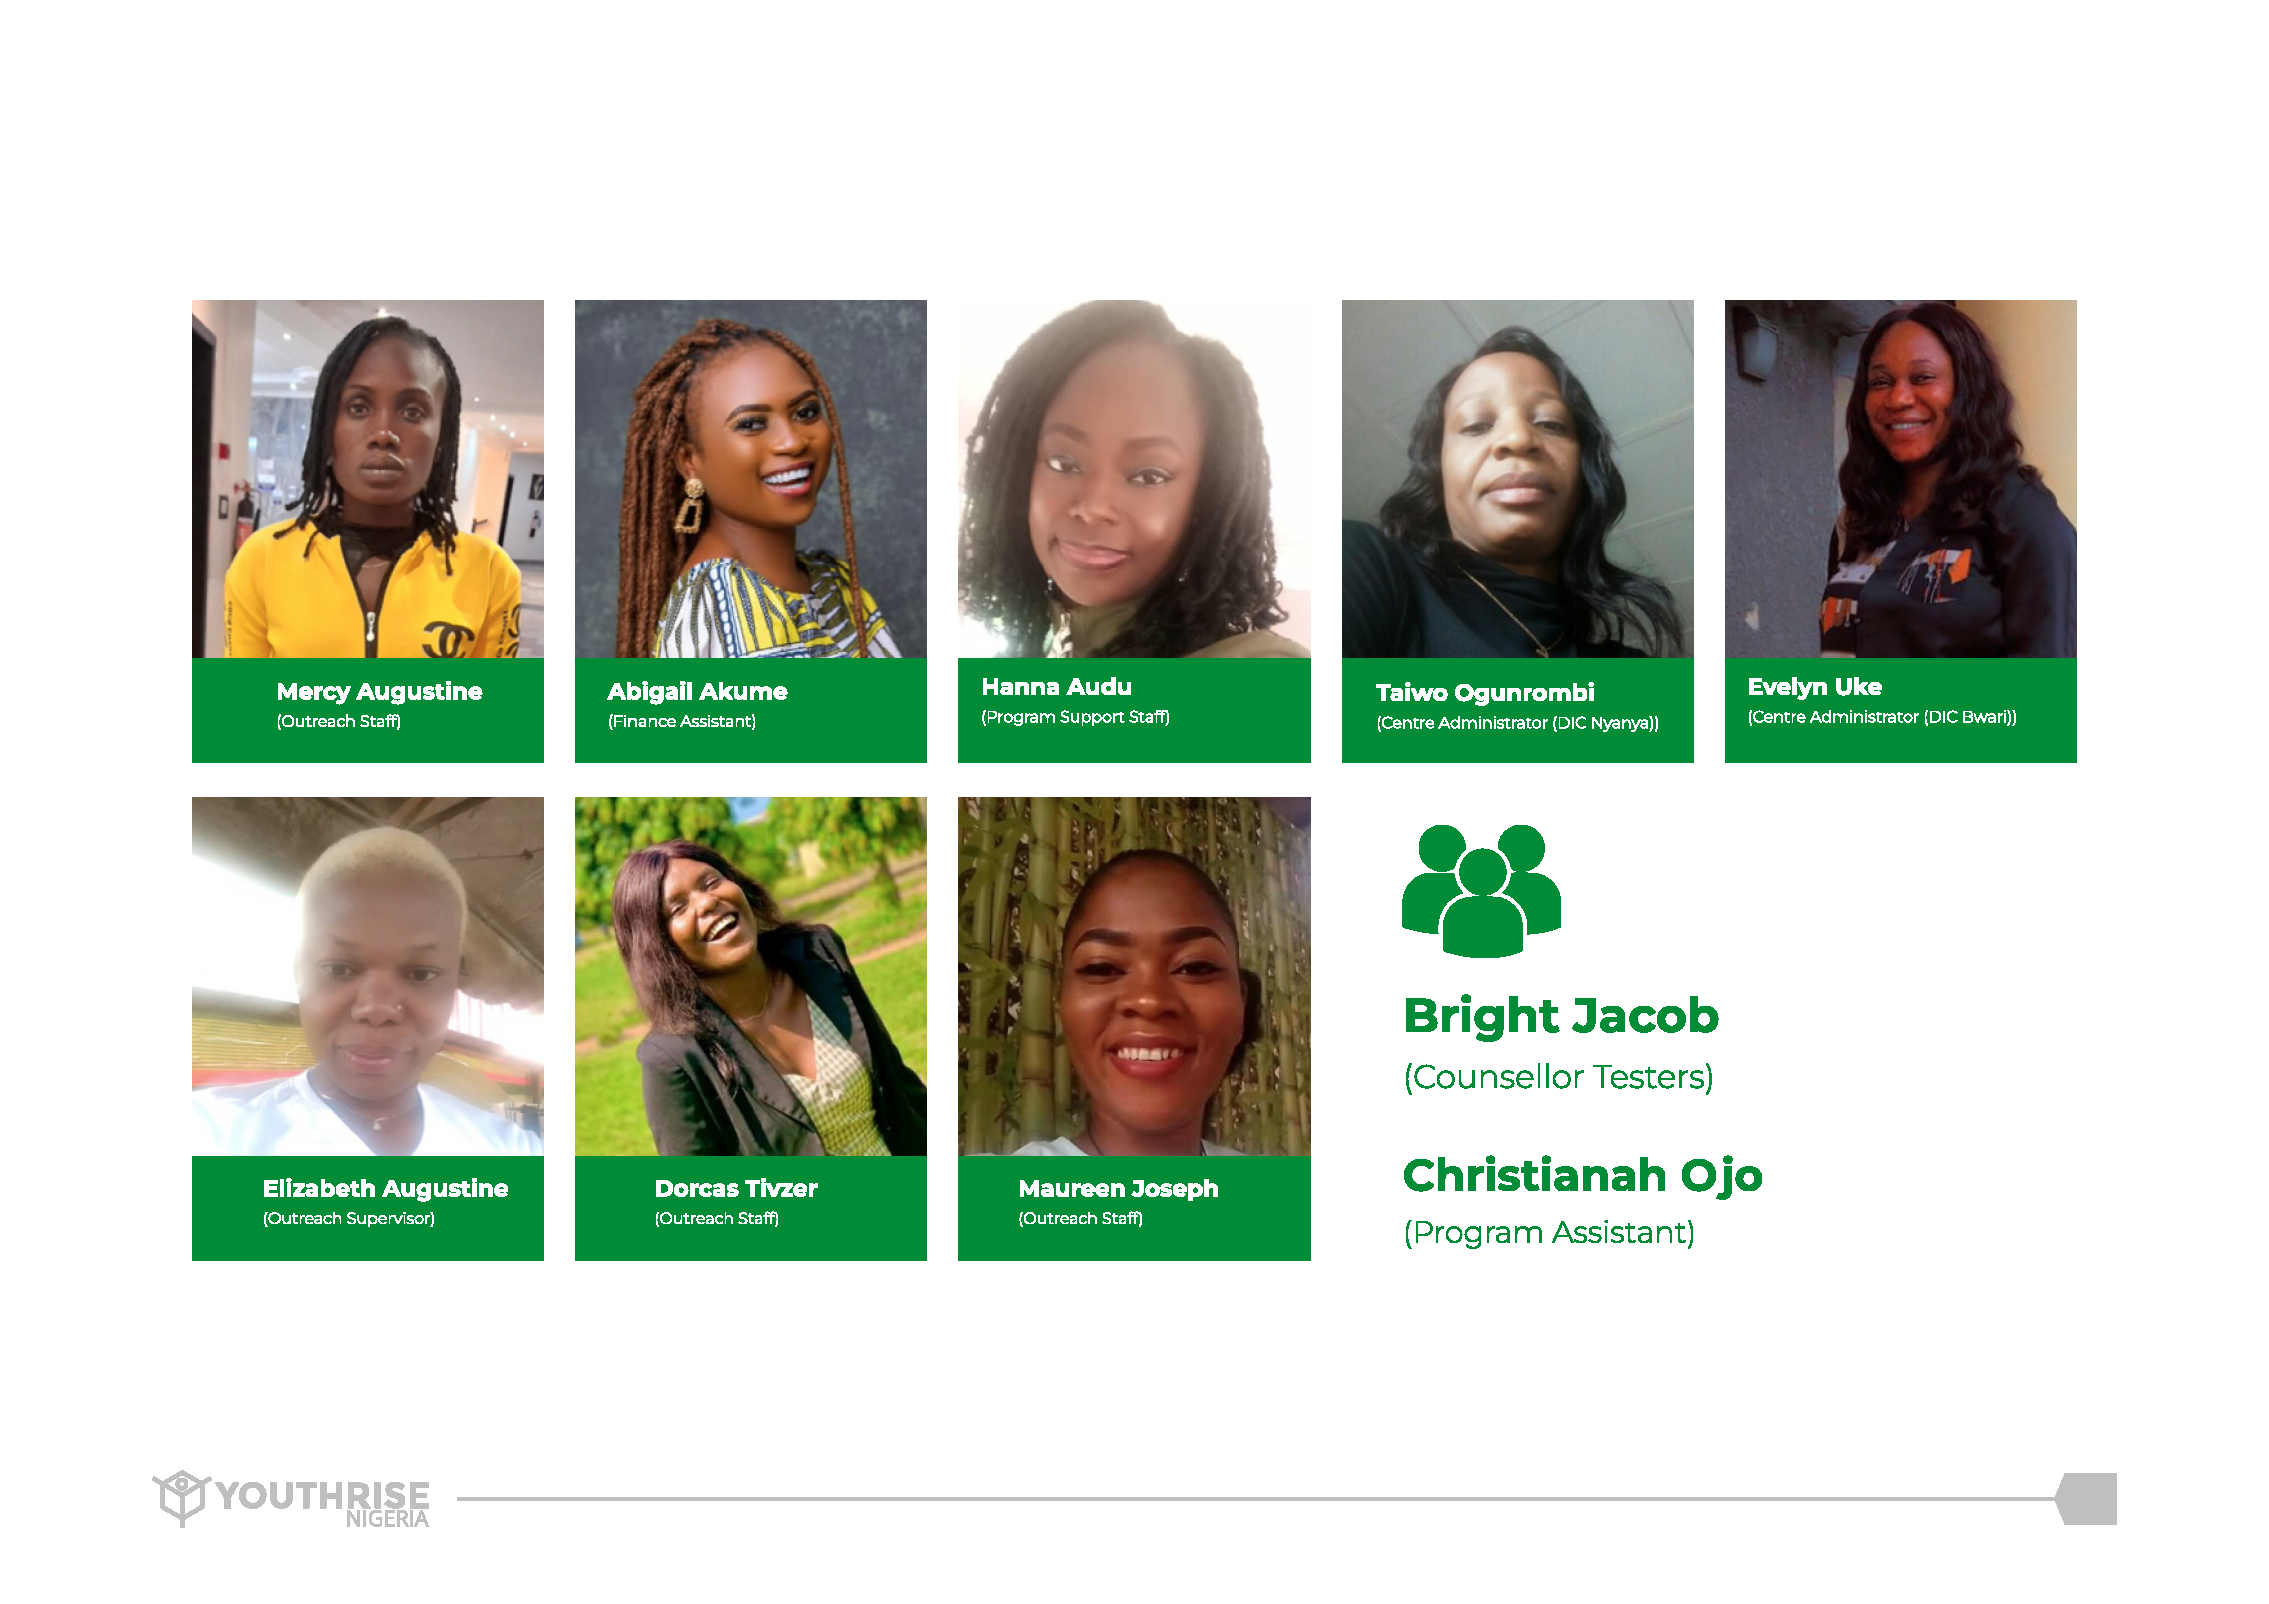 Mercy Augustine
(Outreach Staff)
Abigail Akume
(Finance Assistant)
Hanna Audu
(Program Support Staff)
Taiwo Ogunrombi
(Centre Administrator (DIC Nyanya))
Evelyn Uke
(Centre Administrator (DIC Bwari))
Elizabeth Augustine
(Outreach Supervisor)
Dorcas Tivzer
(Outreach Staff)
Maureen Joseph
(Outreach Staff)
Bright Jacob
(Counsellor Testers)
Christianah Ojo
(Program Assistant)
YOUTHRISE
NIGERIA